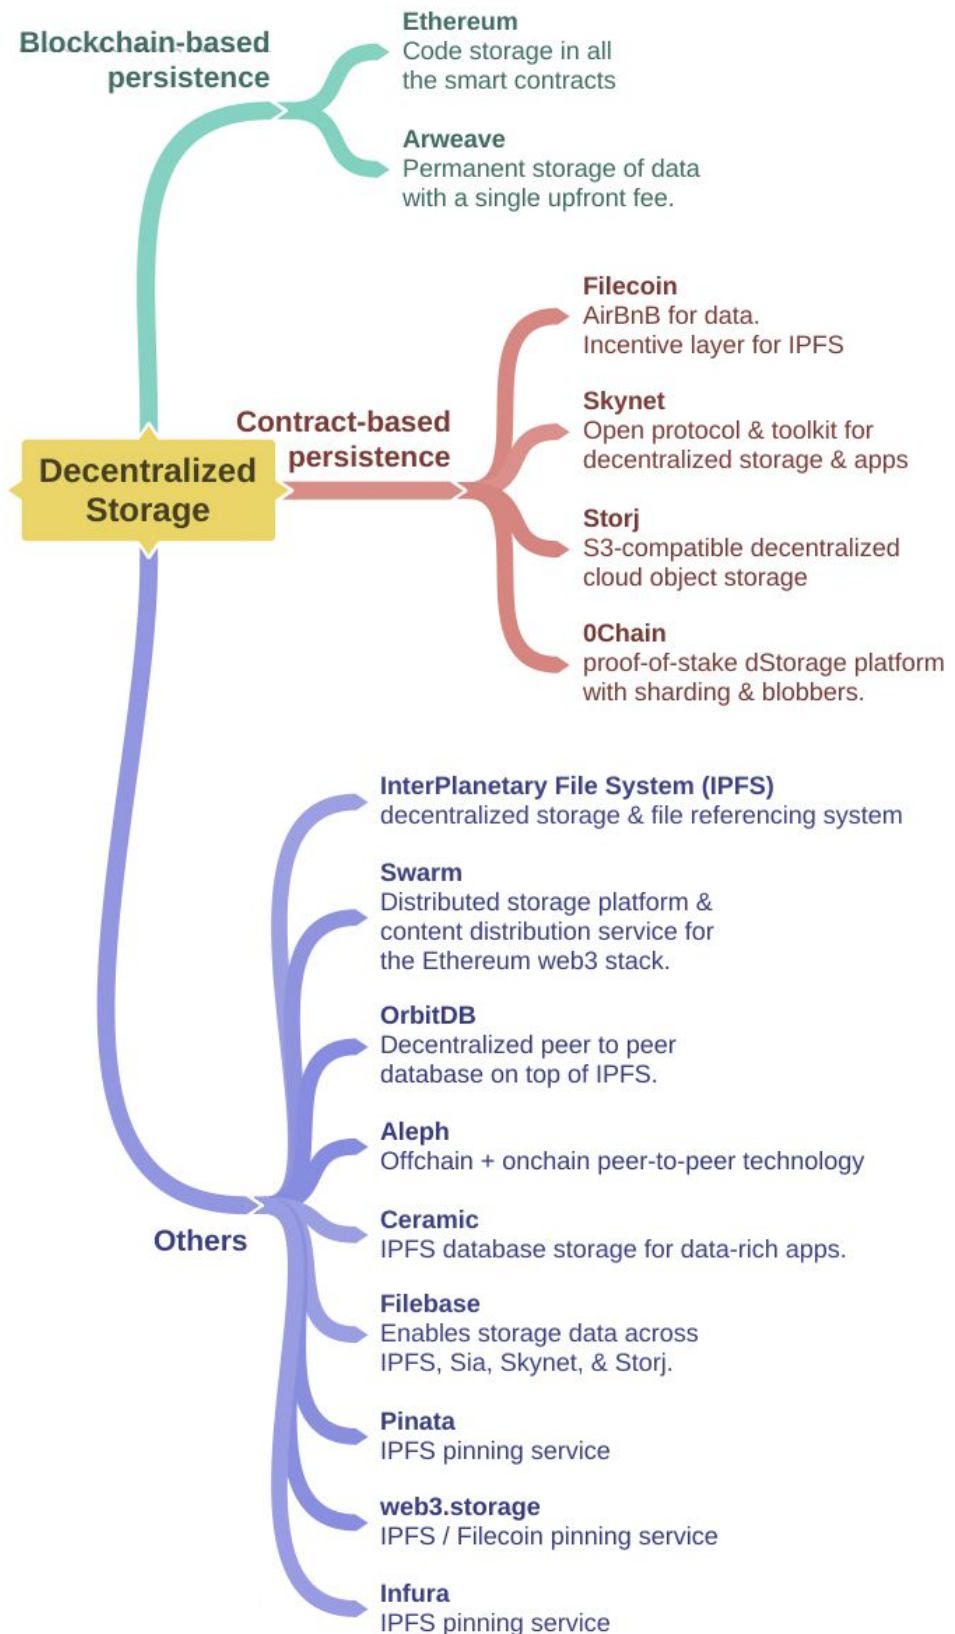 Blockchain-based
persistence
Ethereum
Code storage in all
the smart contracts
Arweave
Permanent storage of data
with a single upfront fee.
Decentralized
Storage
Contract-based
persistence
Filecoin
AirBnB for data.
Incentive layer for IPFS
Skynet
Open protocol & toolkit for
decentralized storage & apps
Storj
S3-compatible decentralized
cloud object storage
0Chain
proof-of-stake dStorage platform
with sharding & blobbers.
Others
InterPlanetary File System (IPFS)
decentralized storage & file referencing system
Swarm
Distributed storage platform &
content distribution service for
the Ethereum web3 stack.
OrbitDB
Decentralized peer to peer
database on top of IPFS.
Aleph
Offchain + onchain peer-to-peer technology
Ceramic
IPFS database storage for data-rich apps.
Filebase
Enables storage data across
IPFS, Sia, Skynet, & Storj.
Pinata
IPFS pinning service
web3.storage
IPFS / Filecoin pinning service
Infura
IPFS pinning service